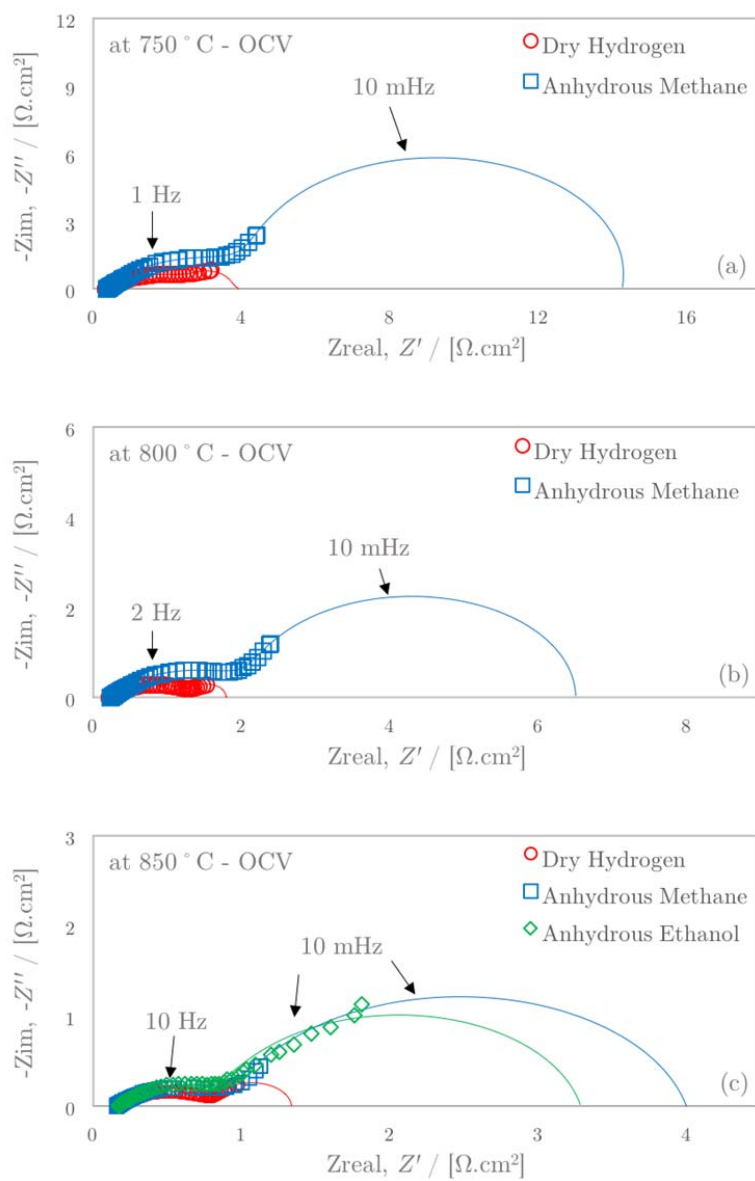 12
at 750 °C - OCV
Dry Hydrogen
Anhydrous Methane
10 mHz
9
6
1 Hz
3
0
(a)
0 4 8 12 16
-Zim, -Z'' / [Ω.cm²]
Zreal, Z' / [Ω.cm²]
6
at 800 °C - OCV
Dry Hydrogen
Anhydrous Methane
4
10 mHz
2
2 Hz
0
(b)
0 2 4 6 8
-Zim, -Z'' / [Ω.cm²]
Zreal, Z' / [Ω.cm²]
3
at 850 °C - OCV
Dry Hydrogen
Anhydrous Methane
Anhydrous Ethanol
2
10 mHz
10 Hz
1
0
(c)
0 1 2 3 4
-Zim, -Z'' / [Ω.cm²]
Zreal, Z' / [Ω.cm²]